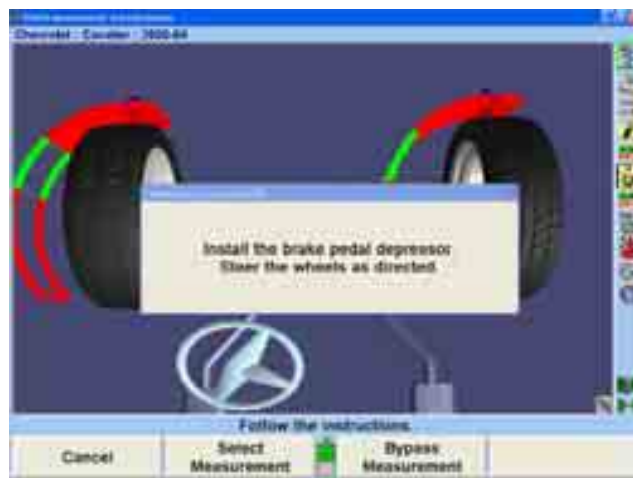 Chevrolet : Cavalier : 2000-04
Install the brake pedal depressor
Steer the wheels as directed
Follow the instructions.
Cancel
Select
Measurement
Bypass
Measurement